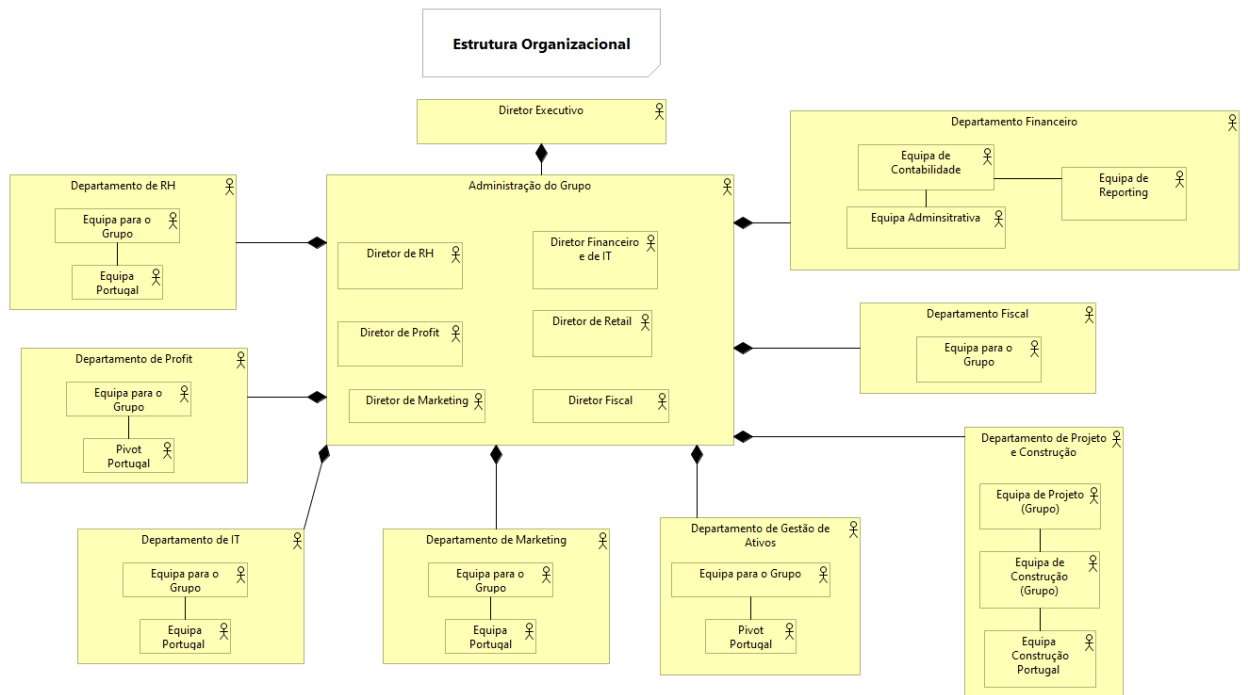 Estrutura Organizacional
Diretor Executivo
Departamento Financeiro
Equipa de
Contabilidade
Equipa de
Reporting
Equipa Adminsitrativa
Departamento de RH
Equipa para o
Grupo
Equipa
Portugal
Administração do Grupo
Diretor de RH
Diretor Financeiro
e de IT
Diretor de Profit
Diretor de Retail
Diretor de Marketing
Diretor Fiscal
Departamento Fiscal
Equipa para o
Grupo
Departamento de Profit
Equipa para o
Grupo
Pivot
Portugal
Departamento de Projeto
e Construção
Equipa de Projeto
(Grupo)
Equipa de
Construção
(Grupo)
Equipa
Construção
Portugal
Departamento de IT
Equipa para o
Grupo
Equipa
Portugal
Departamento de Marketing
Equipa para o
Grupo
Equipa
Portugal
Departamento de Gestão de
Ativos
Equipa para o Grupo
Pivot
Portugal